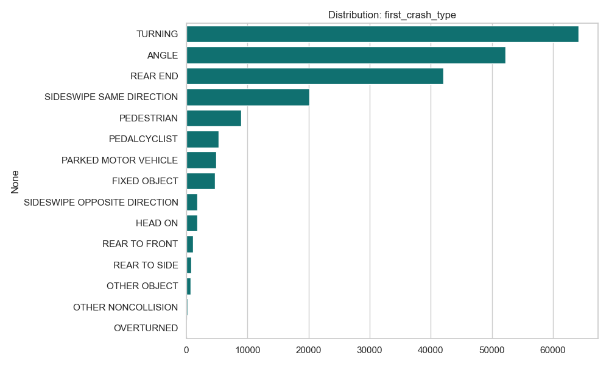 Distribution: first_crash_type
TURNING
ANGLE
REAR END
SIDESWIPE SAME DIRECTION
PEDESTRIAN
PEDALCYCLIST
PARKED MOTOR VEHICLE
FIXED OBJECT
SIDESWIPE OPPOSITE DIRECTION
HEAD ON
REAR TO FRONT
REAR TO SIDE
OTHER OBJECT
OTHER NONCOLLISION
OVERTURNED
None
0 10000 20000 30000 40000 50000 60000